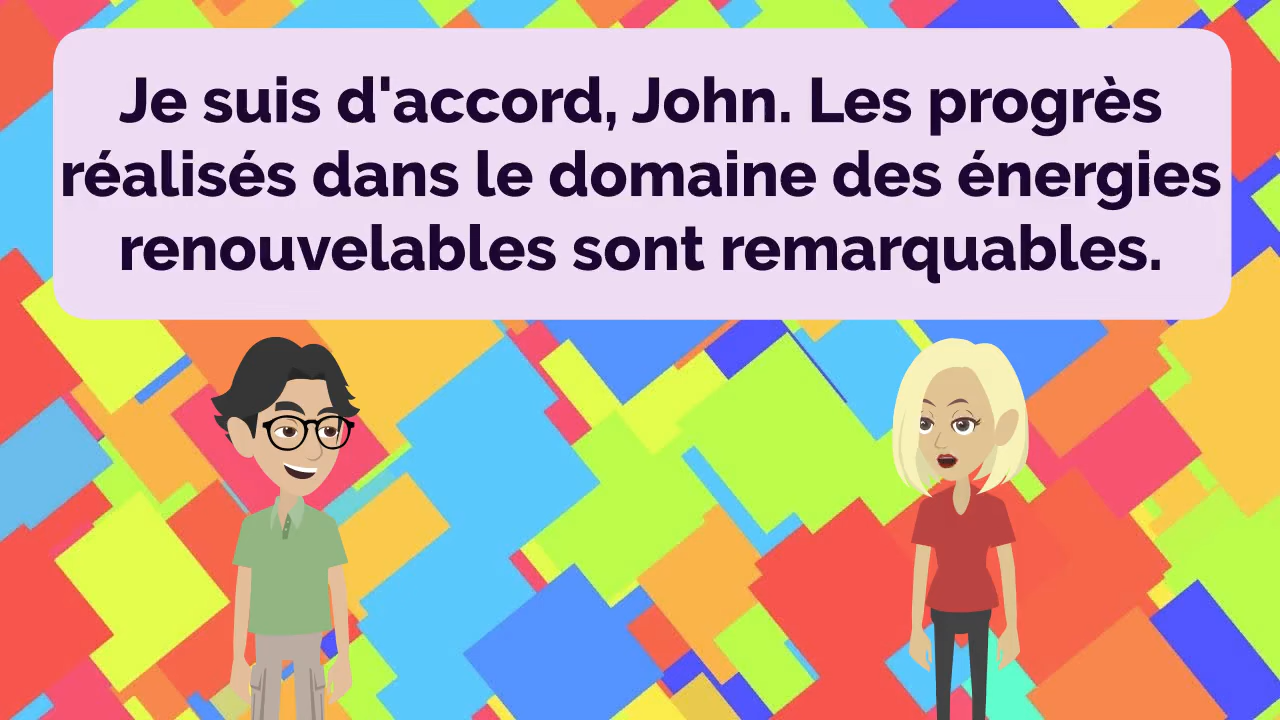 Je suis d'accord, John. Les progrès
réalisés dans le domaine des énergies
renouvelables sont remarquables.